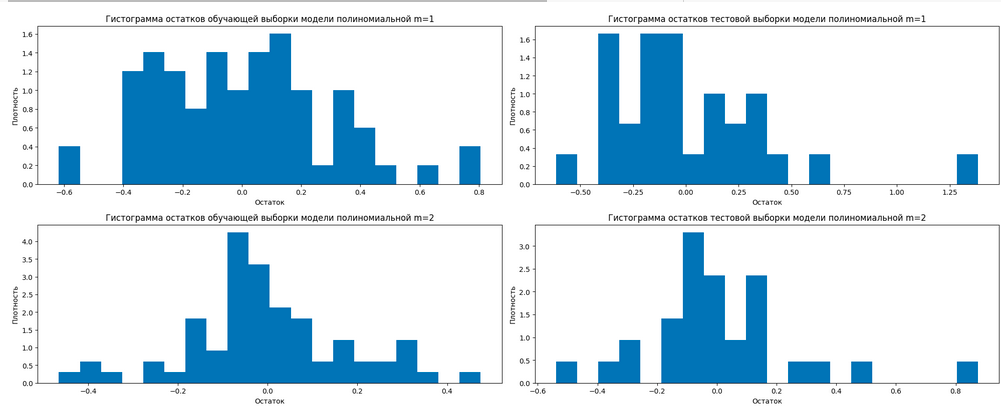 Гистограмма остатков обучающей выборки модели полиномиальной m=1
Плотность
1.6
1.4
1.2
1.0
0.8
0.6
0.4
0.2
0.0
−0.6 −0.4 −0.2 0.0 0.2 0.4 0.6 0.8
Остаток
Гистограмма остатков тестовой выборки модели полиномиальной m=1
Плотность
1.6
1.4
1.2
1.0
0.8
0.6
0.4
0.2
0.0
−0.50 −0.25 0.00 0.25 0.50 0.75 1.00 1.25
Остаток
Гистограмма остатков обучающей выборки модели полиномиальной m=2
Плотность
4.0
3.5
3.0
2.5
2.0
1.5
1.0
0.5
0.0
−0.4 −0.2 0.0 0.2 0.4
Остаток
Гистограмма остатков тестовой выборки модели полиномиальной m=2
Плотность
3.0
2.5
2.0
1.5
1.0
0.5
0.0
−0.6 −0.4 −0.2 0.0 0.2 0.4 0.6 0.8
Остаток